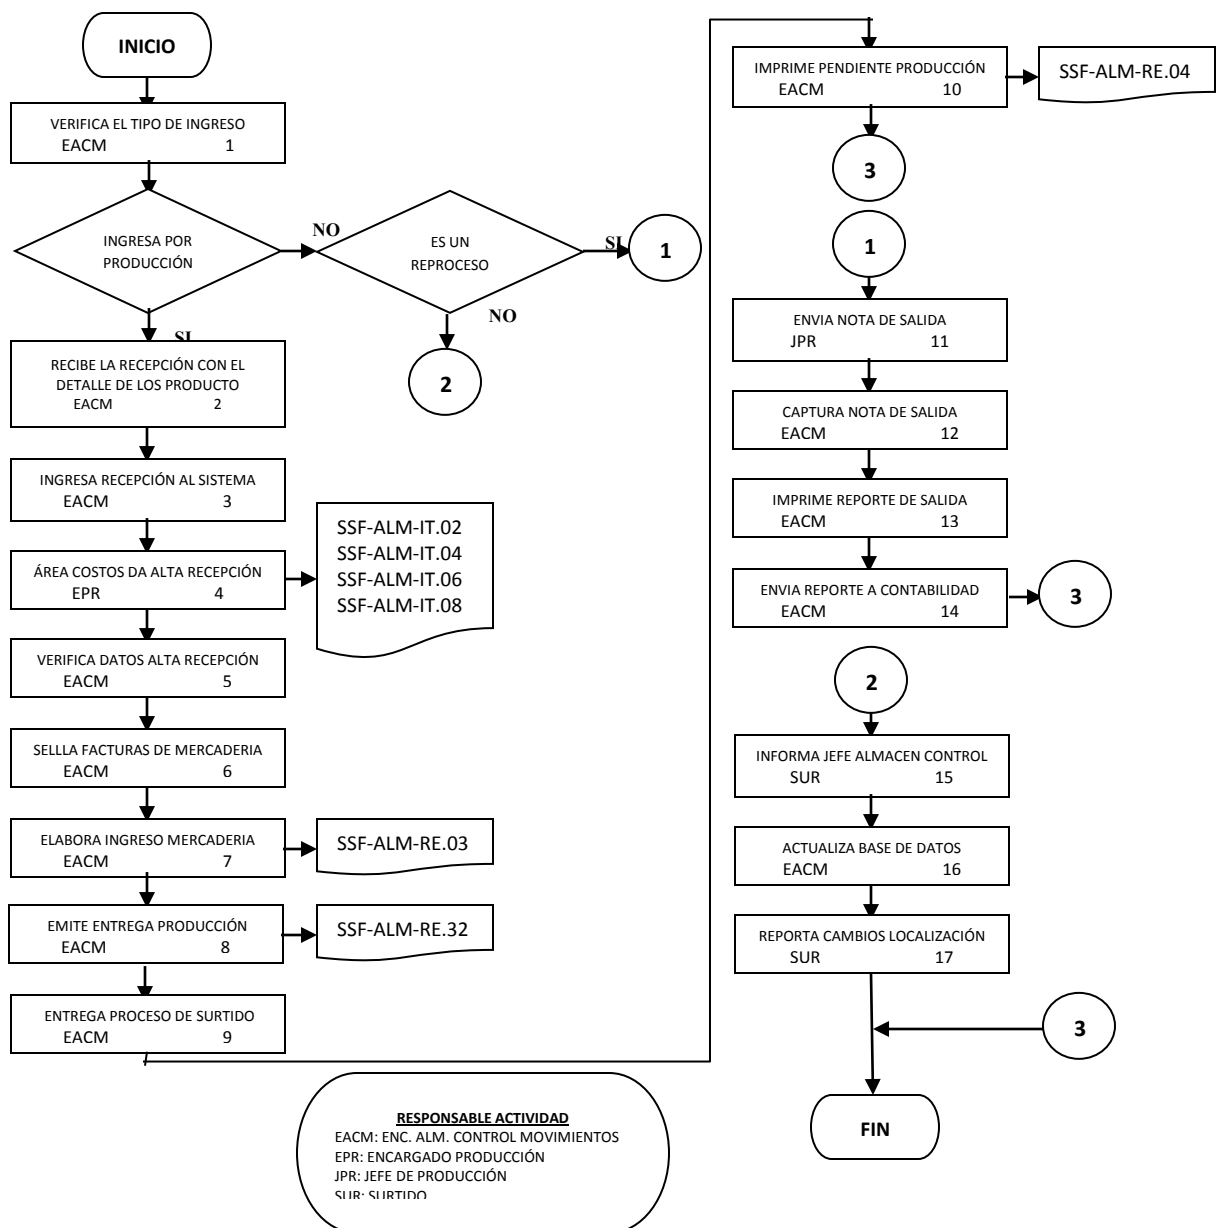 INICIO
VERIFICA EL TIPO DE INGRESO
EACM 1
INGRESA POR
PRODUCCIÓN
NO
ES UN
REPROCESO
SI
1
NO
2
SI
RECIBE LA RECEPCIÓN CON EL
DETALLE DE LOS PRODUCTO
EACM 2
INGRESA RECEPCIÓN AL SISTEMA
EACM 3
ÁREA COSTOS DA ALTA RECEPCIÓN
EPR 4
SSF-ALM-IT.02
SSF-ALM-IT.04
SSF-ALM-IT.06
SSF-ALM-IT.08
VERIFICA DATOS ALTA RECEPCIÓN
EACM 5
SELLLA FACTURAS DE MERCADERIA
EACM 6
ELABORA INGRESO MERCADERIA
EACM 7
SSF-ALM-RE.03
EMITE ENTREGA PRODUCCIÓN
EACM 8
SSF-ALM-RE.32
ENTREGA PROCESO DE SURTIDO
EACM 9
IMPRIME PENDIENTE PRODUCCIÓN
EACM 10
SSF-ALM-RE.04
3
1
ENVIA NOTA DE SALIDA
JPR 11
CAPTURA NOTA DE SALIDA
EACM 12
IMPRIME REPORTE DE SALIDA
EACM 13
ENVIA REPORTE A CONTABILIDAD
EACM 14
3
2
INFORMA JEFE ALMACEN CONTROL
SUR 15
ACTUALIZA BASE DE DATOS
EACM 16
REPORTA CAMBIOS LOCALIZACIÓN
SUR 17
3
FIN
RESPONSABLE ACTIVIDAD
EACM: ENC. ALM. CONTROL MOVIMIENTOS
EPR: ENCARGADO PRODUCCIÓN
JPR: JEFE DE PRODUCCIÓN
SUR: SURTIDO